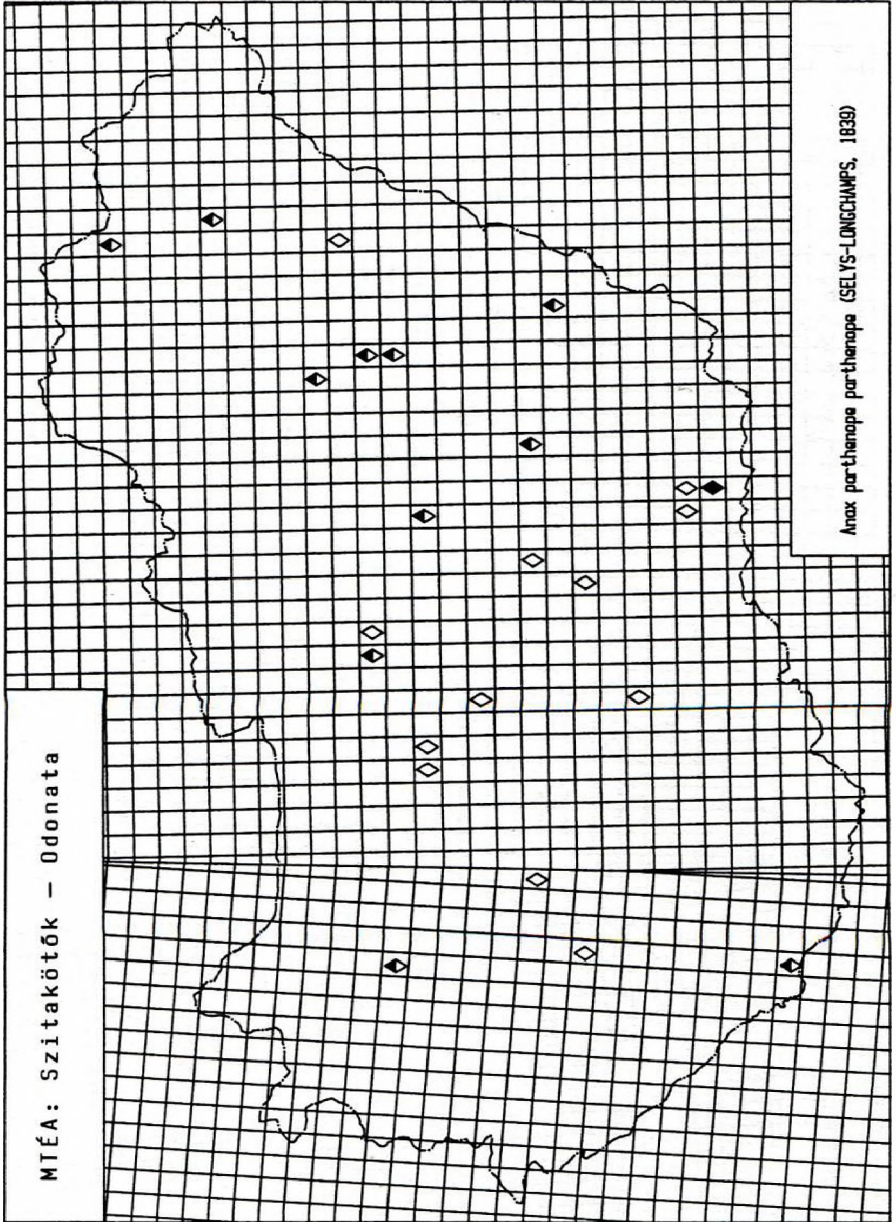 MTÉA: Szitakötők — Odonata
Anax parthenope parthenope (SELYS-LONGCHAMPS, 1839)